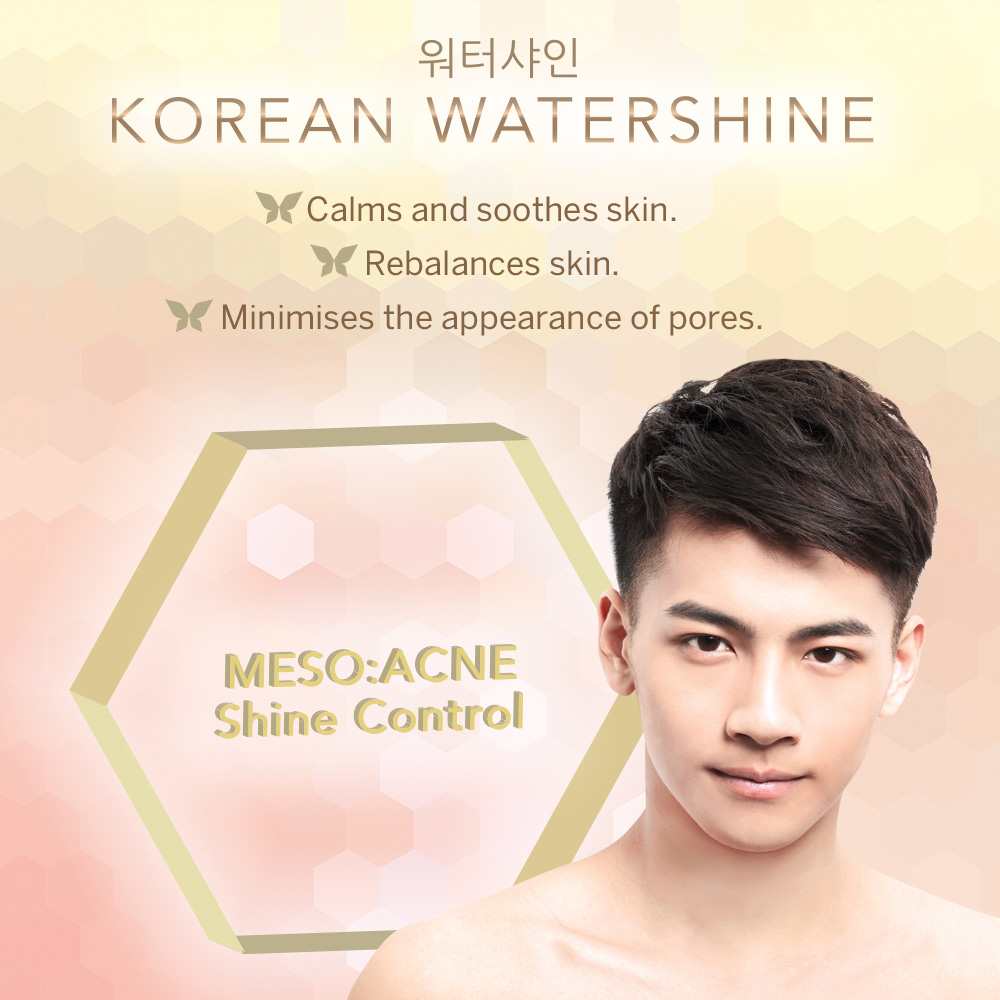 워터샤인
KOREAN WATERSHINE
Calms and soothes skin.
Rebalances skin.
Minimises the appearance of pores.
MESO:ACNE
Shine Control